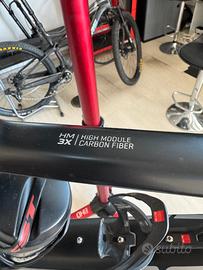 HM | HIGH MODULE
3X | CARBON FIBER
Subito